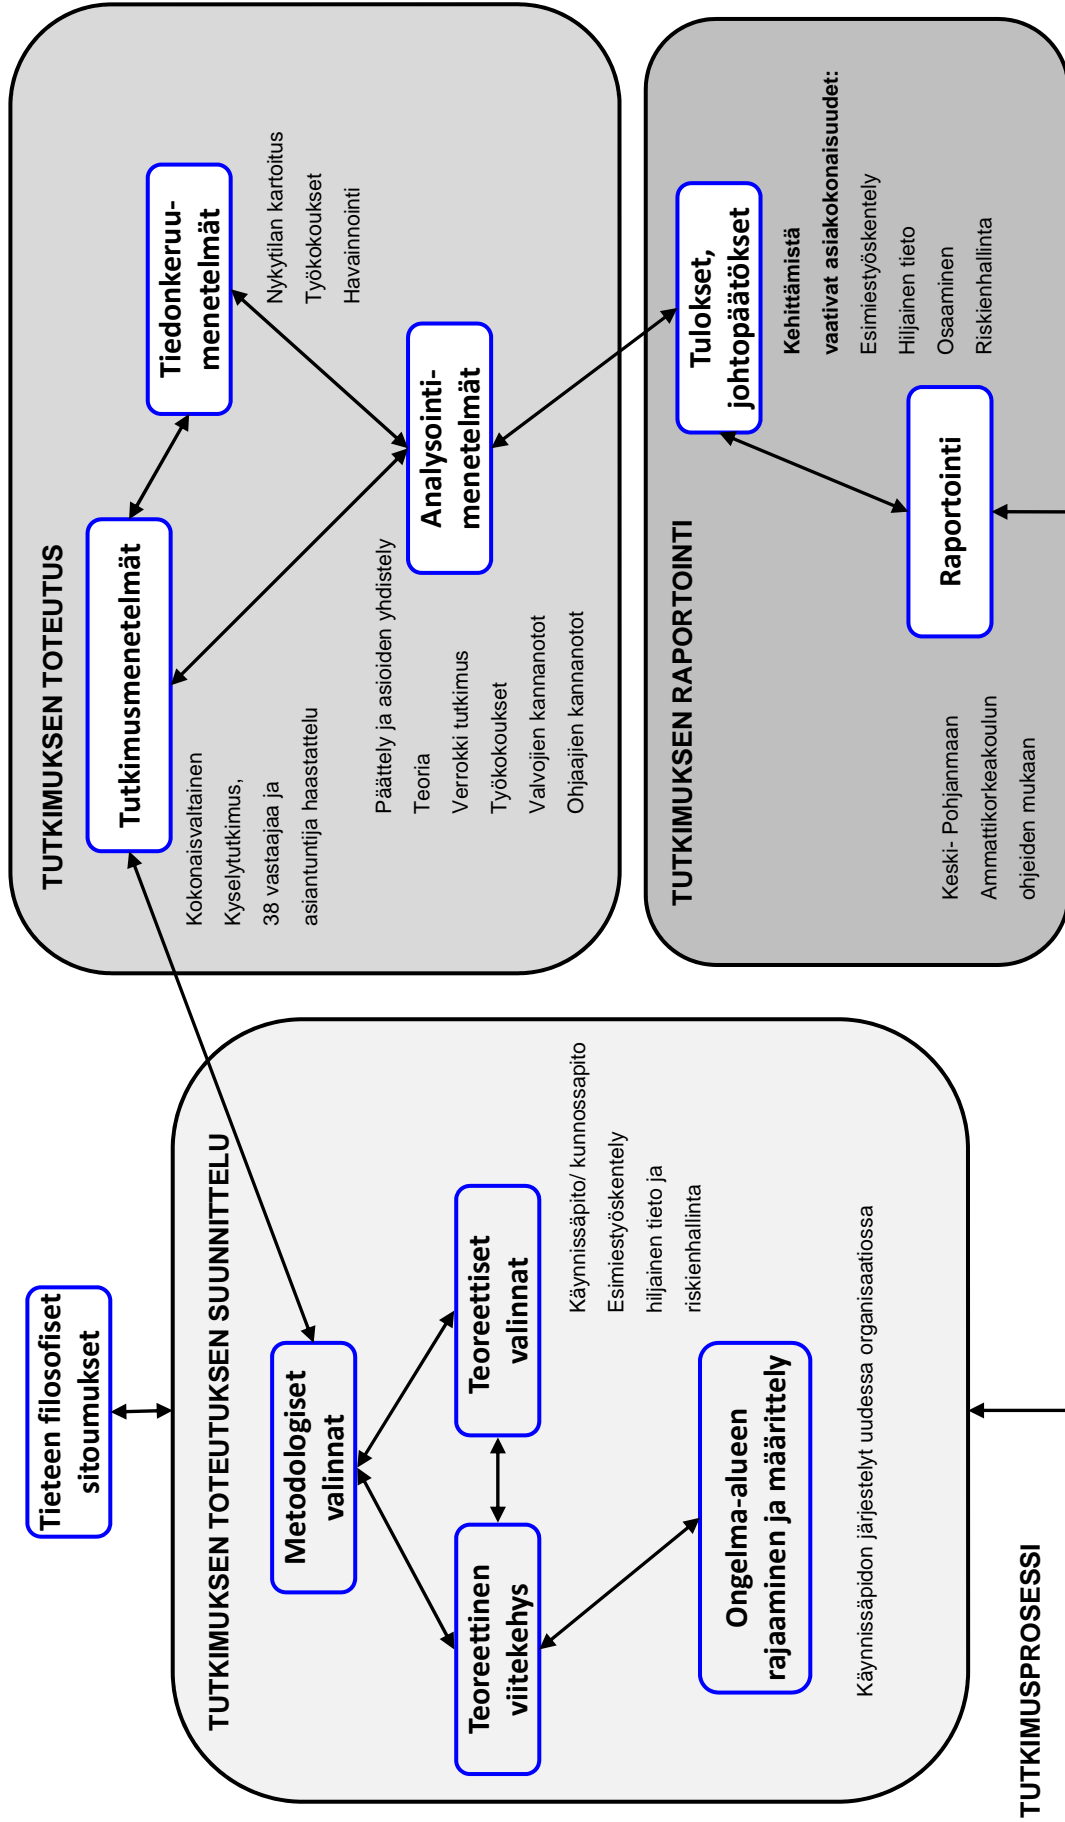 Tieteen filosofiset
sitoumukset
TUTKIMUKSEN TOTEUTUKSEN SUUNNITTELU
Metodologiset
valinnat
Teoreettinen
viitekehys
Teoreettiset
valinnat
Käynnissäpito/ kunnossapito
Esimiestyöskentely
hiljainen tieto ja
riskienhallinta
Ongelma-alueen
rajaaminen ja määrittely
Käynnissäpidon järjestelyt uudessa organisaatiossa
TUTKIMUSPROSESSI
TUTKIMUKSEN TOTEUTUS
Tutkimusmenetelmät
Kokonaisvaltainen
Kyselytutkimus,
38 vastaajaa ja
asiantuntija haastattelu
Tiedonkeruu-
menetelmät
Nykytilan kartoitus
Työkokoukset
Havainnointi
Analysointi-
menetelmät
Päättely ja asioiden yhdistely
Teoria
Verrokki tutkimus
Työkokoukset
Valvojien kannanotot
Ohjaajien kannanotot
TUTKIMUKSEN RAPORTOINTI
Tulokset,
johtopäätökset
Kehittämistä
vaativat asiakokonaisuudet:
Esimiestyöskentely
Hiljainen tieto
Osaaminen
Riskienhallinta
Raportointi
Keski- Pohjanmaan
Ammattikorkeakoulun
ohjeiden mukaan